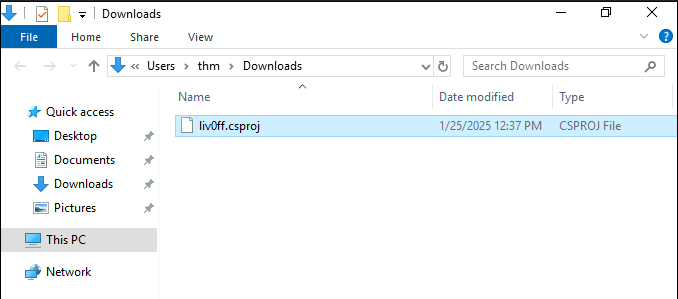 Downloads
File Home Share View
« Users > thm > Downloads Search Downloads
Name Date modified Type
Quick access
liv0ff.csproj 1/25/2025 12:37 PM CSPROJ File
Desktop
Documents
Downloads
Pictures
This PC
Network